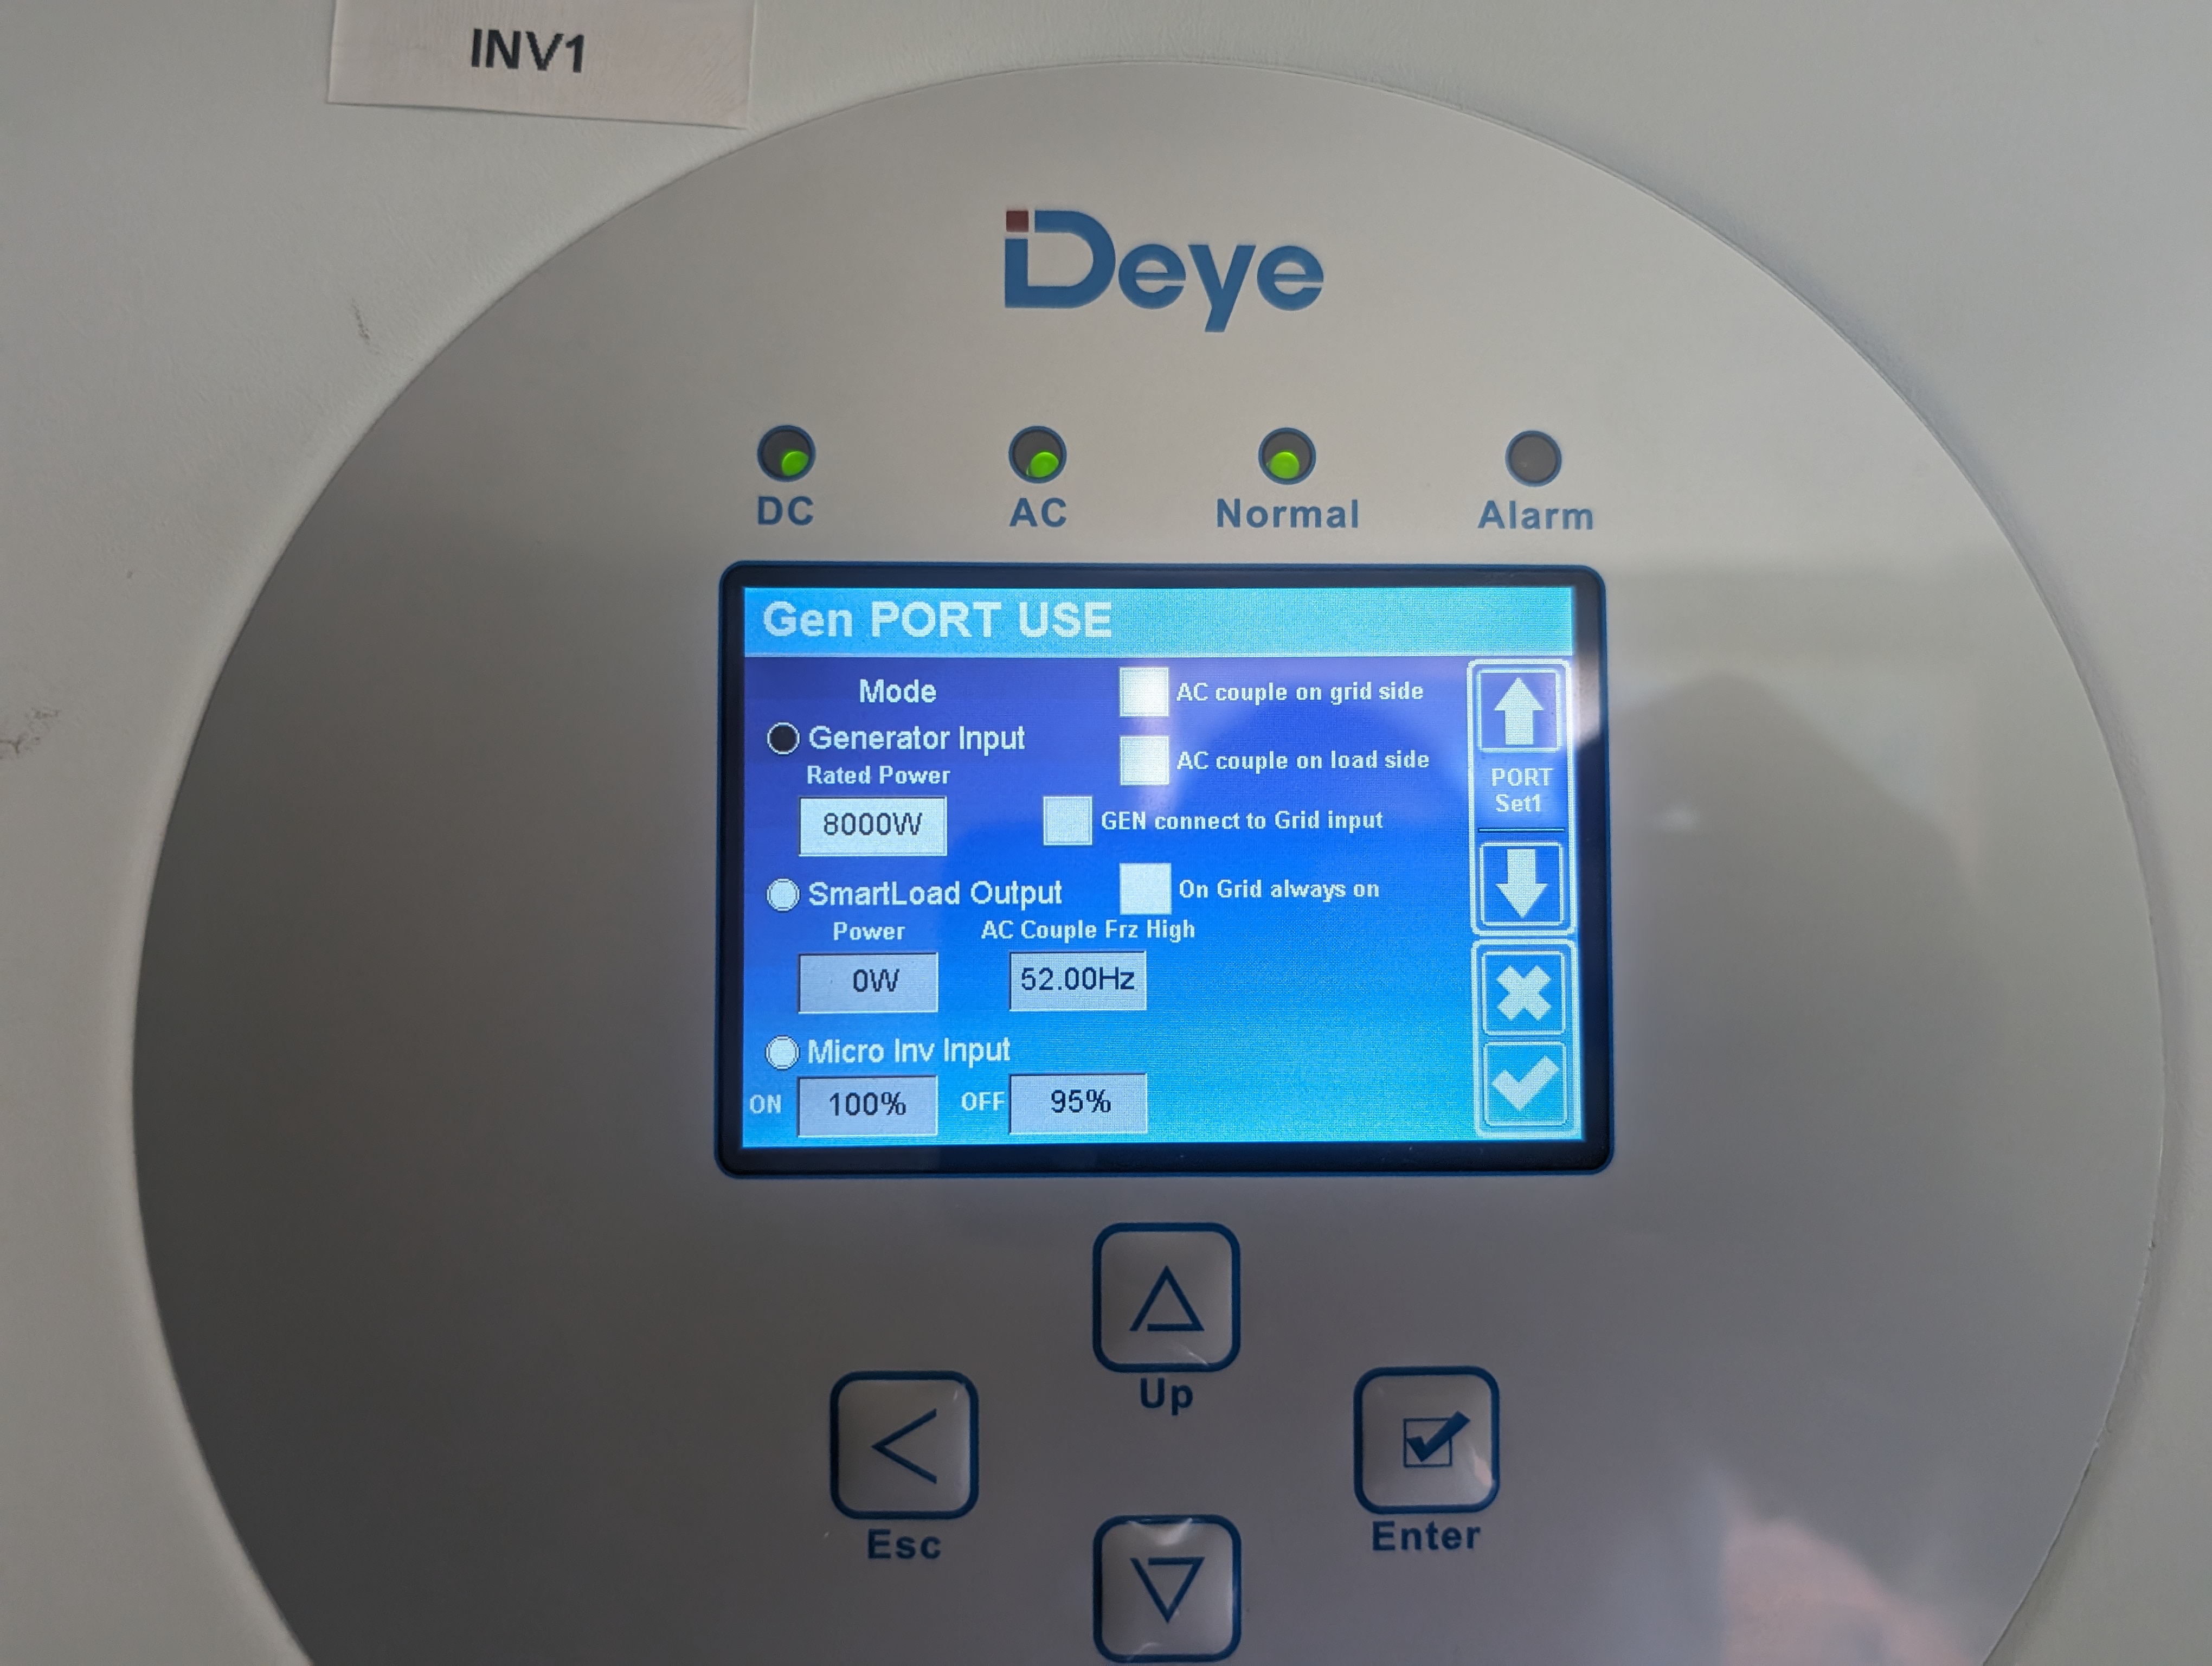 INV1
Deye
DC AC Normal Alarm
Gen PORT USE
Mode
AC couple on grid side
Generator Input
Rated Power
AC couple on load side
8000W
GEN connect to Grid input
SmartLoad Output
On Grid always on
Power AC Couple Frz High
0W 52.00Hz
Micro Inv Input
ON 100% OFF 95%
PORT
Set1
Up
Esc
Enter